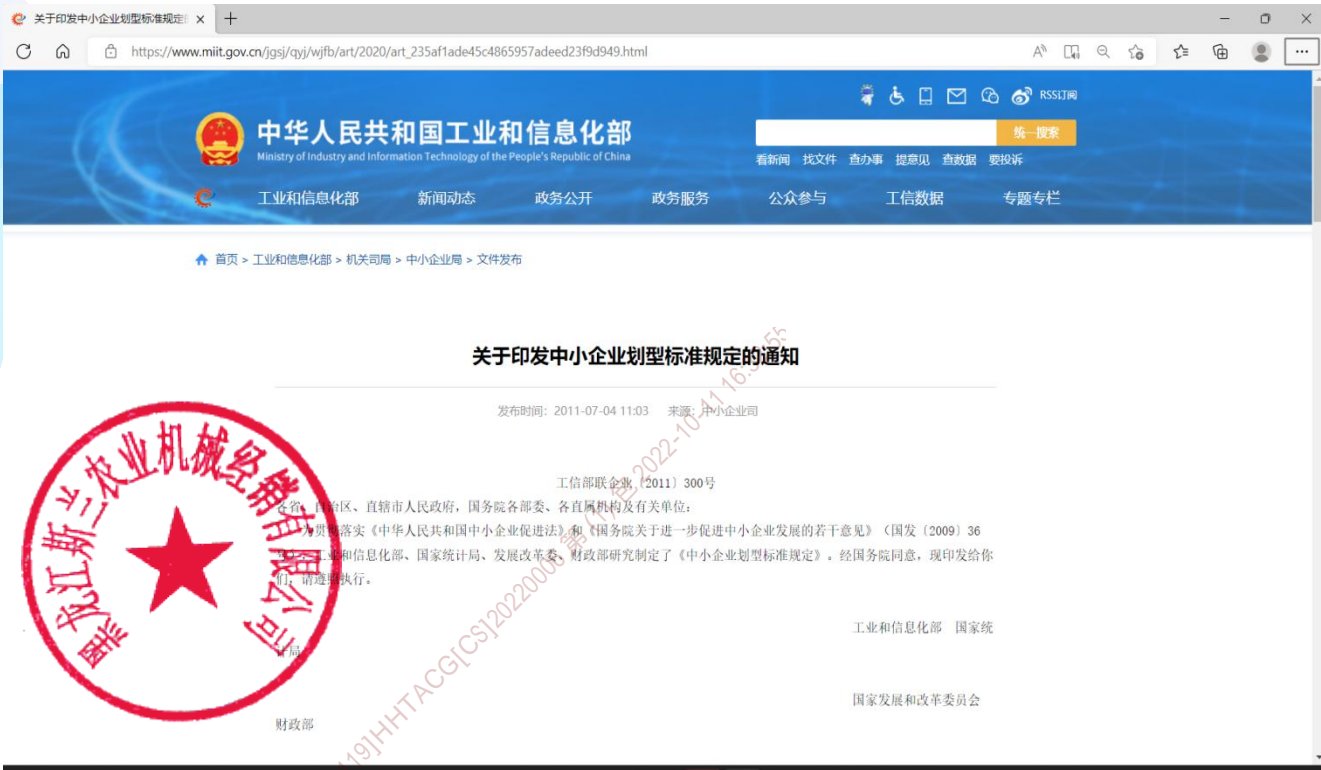 关于印发中小企业划型标准规定
https://www.miit.gov.cn/jgsj/qyj/wjfb/art/2020/art_235af1ade45c4865957adeed23f9d949.html
RSS订阅
中华人民共和国工业和信息化部
Ministry of Industry and Information Technology of the People's Republic of China
统一搜索
看新闻 找文件 查办事 提意见 查数据 要投诉
工业和信息化部 新闻动态 政务公开 政务服务 公众参与 工信数据 专题专栏
首页 > 工业和信息化部 > 机关司局 > 中小企业局 > 文件发布
关于印发中小企业划型标准规定的通知
发布时间：2011-07-04 11:03 来源：中小企业司
工信部联企业〔2011〕300号
各省、自治区、直辖市人民政府，国务院各部委、各直属机构及有关单位：
为贯彻落实《中华人民共和国中小企业促进法》和《国务院关于进一步促进中小企业发展的若干意见》（国发〔2009〕36
号），工业和信息化部、国家统计局、发展改革委、财政部研究制定了《中小企业划型标准规定》。经国务院同意，现印发给你
们，请遵照执行。
工业和信息化部 国家统
计局
国家发展和改革委员会
财政部
黑龙江斯兰农业机械经销有限公司
119]HHTACG[CS]20220006 第(1)包 2022-10-11 16: